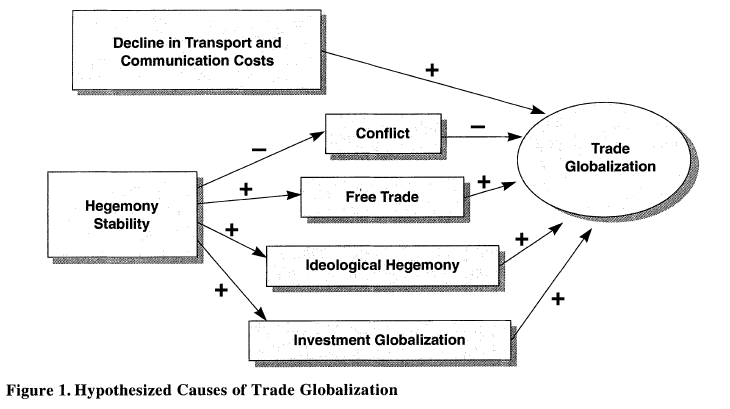 Decline in Transport and
Communication Costs
+
Conflict
−
−
Trade
Globalization
Hegemony
Stability
+
Free Trade
+
+
Ideological Hegemony
+
+
Investment Globalization
+
Figure 1. Hypothesized Causes of Trade Globalization